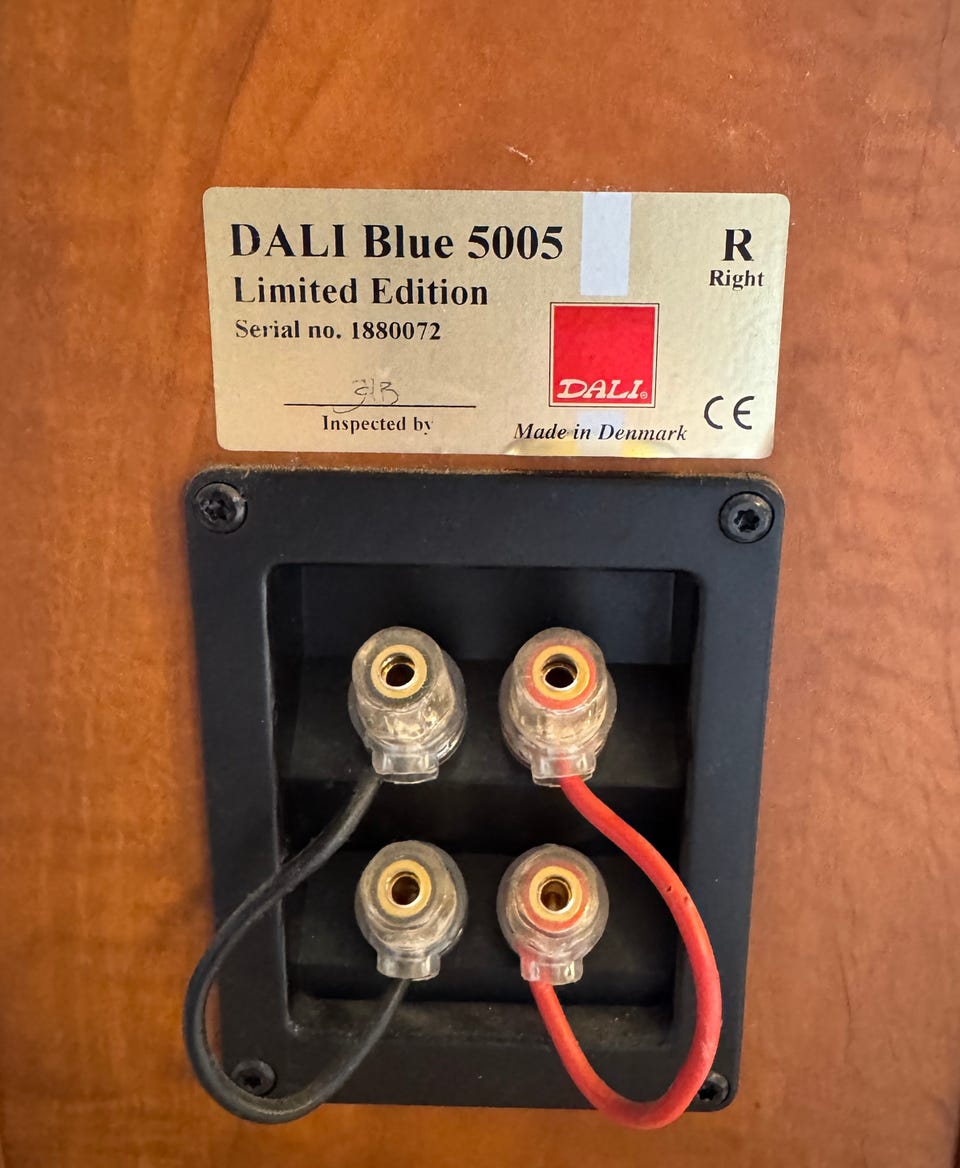 DALI Blue 5005
Limited Edition
Serial no. 1880072
R
Right
DALI®
Inspected by
Made in Denmark
CE